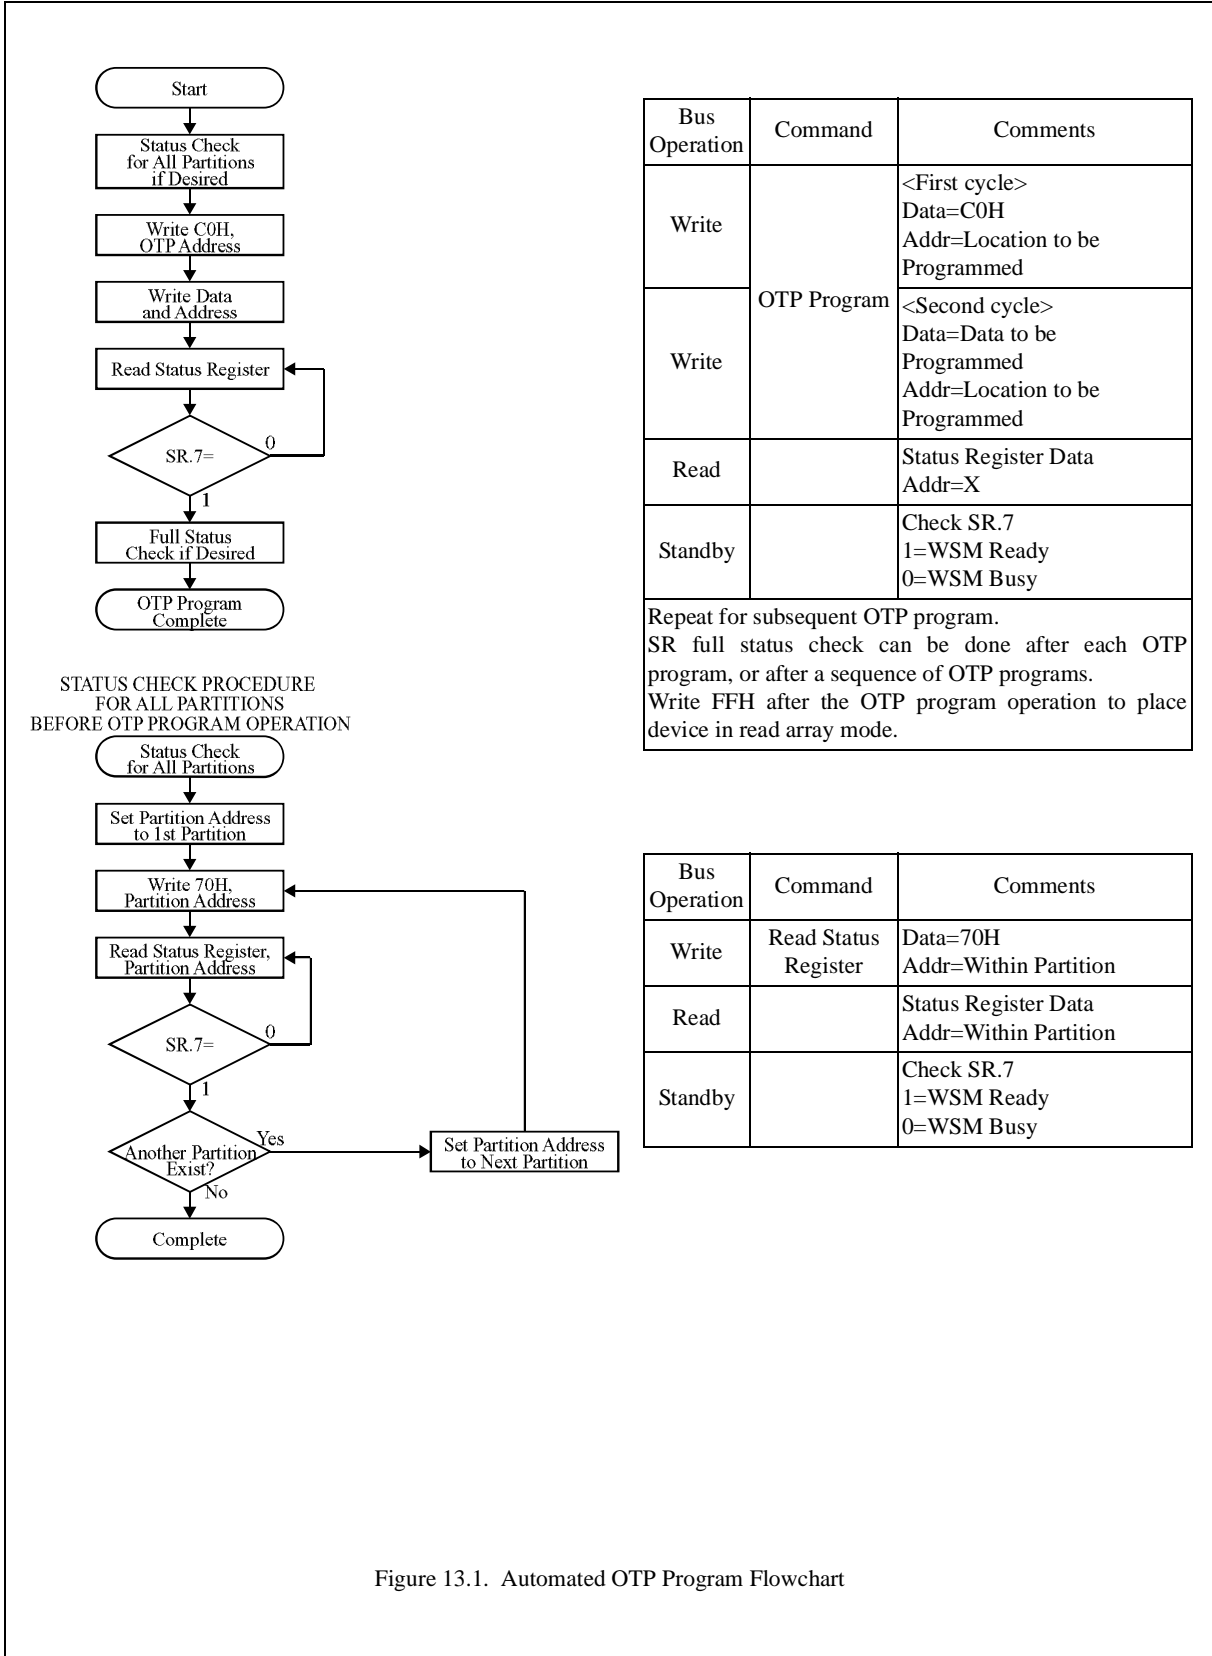 Start
Status Check
for All Partitions
if Desired
Write C0H,
OTP Address
Write Data
and Address
Read Status Register
SR.7=
0
1
Full Status
Check if Desired
OTP Program
Complete
Bus
Operation
Command
Comments
Write
OTP Program
<First cycle>
Data=C0H
Addr=Location to be
Programmed
Write
<Second cycle>
Data=Data to be
Programmed
Addr=Location to be
Programmed
Read
Status Register Data
Addr=X
Standby
Check SR.7
1=WSM Ready
0=WSM Busy
Repeat for subsequent OTP program.
SR full status check can be done after each OTP
program, or after a sequence of OTP programs.
Write FFH after the OTP program operation to place
device in read array mode.
STATUS CHECK PROCEDURE
FOR ALL PARTITIONS
BEFORE OTP PROGRAM OPERATION
Status Check
for All Partitions
Set Partition Address
to 1st Partition
Write 70H,
Partition Address
Read Status Register,
Partition Address
SR.7=
0
1
Another Partition
Exist?
Yes
No
Set Partition Address
to Next Partition
Complete
Bus
Operation
Command
Comments
Write
Read Status
Register
Data=70H
Addr=Within Partition
Read
Status Register Data
Addr=Within Partition
Standby
Check SR.7
1=WSM Ready
0=WSM Busy
Figure 13.1. Automated OTP Program Flowchart